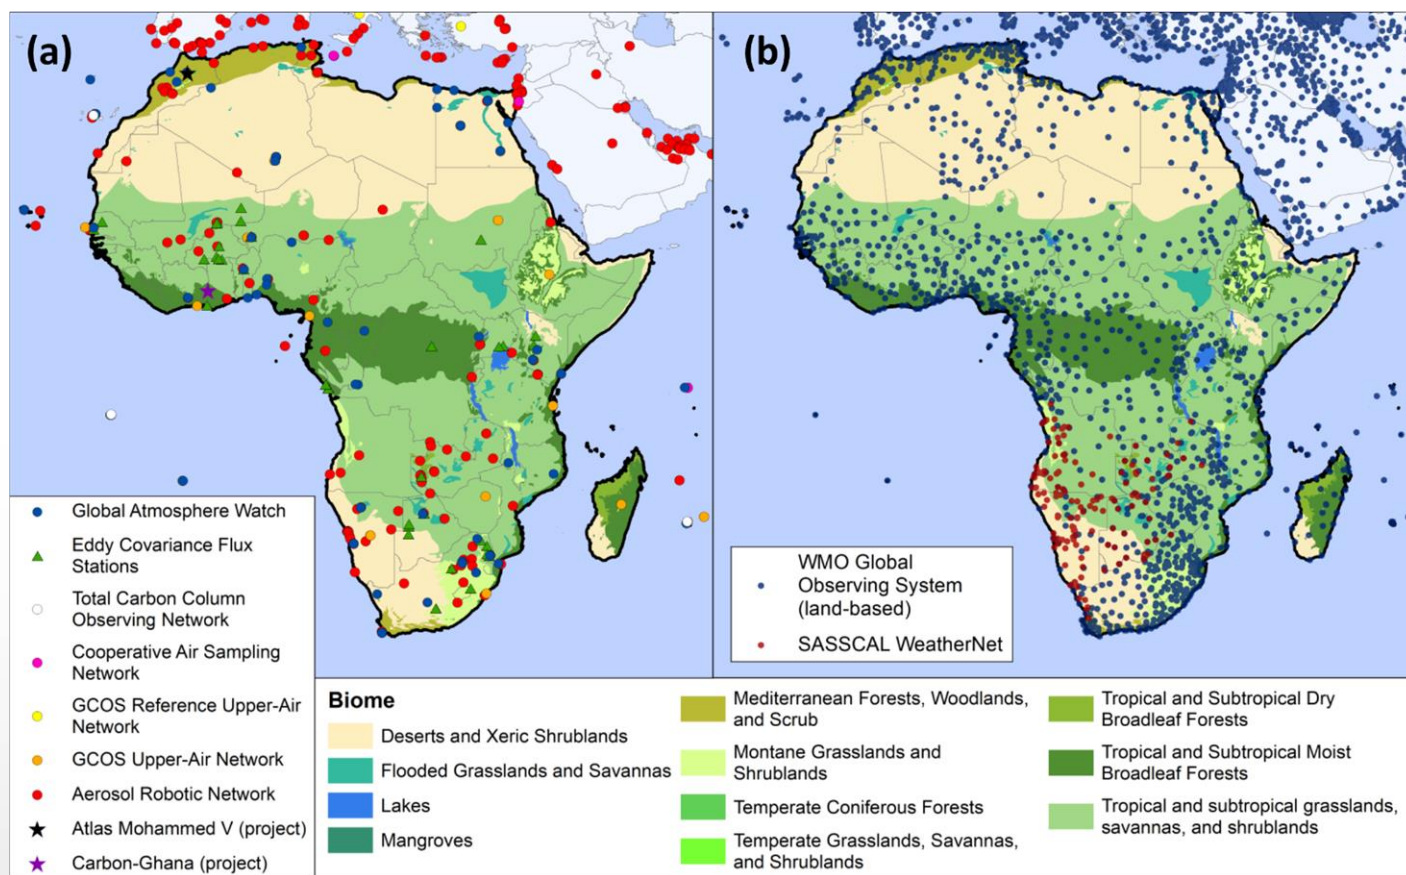 (a)
(b)
Global Atmosphere Watch
Eddy Covariance Flux
Stations
Total Carbon Column
Observing Network
Cooperative Air Sampling
Network
GCOS Reference Upper-Air
Network
GCOS Upper-Air Network
Aerosol Robotic Network
Atlas Mohammed V (project)
Carbon-Ghana (project)
WMO Global
Observing System
(land-based)
SASSCAL WeatherNet
Biome
Deserts and Xeric Shrublands
Flooded Grasslands and Savannas
Lakes
Mangroves
Mediterranean Forests, Woodlands,
and Scrub
Montane Grasslands and
Shrublands
Temperate Coniferous Forests
Temperate Grasslands, Savannas,
and Shrublands
Tropical and Subtropical Dry
Broadleaf Forests
Tropical and Subtropical Moist
Broadleaf Forests
Tropical and subtropical grasslands,
savannas, and shrublands